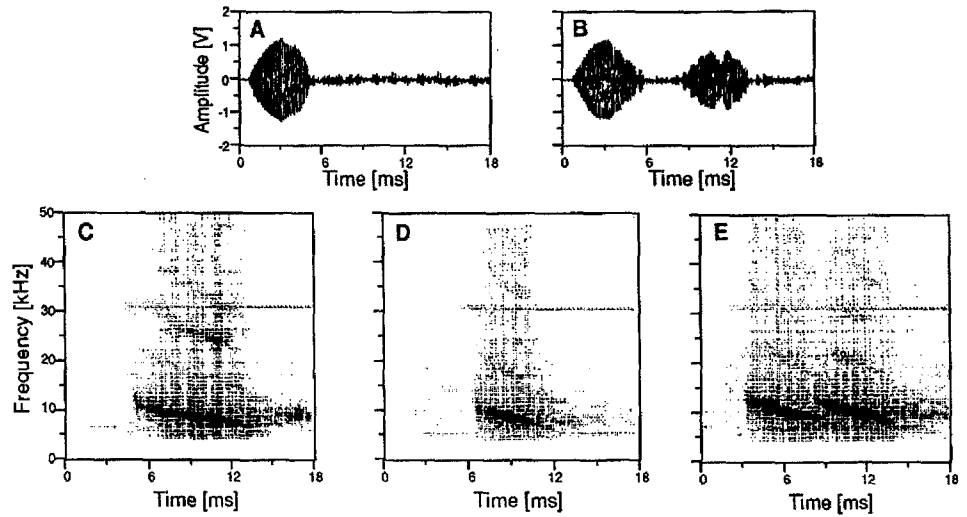 A
B
Amplitude [V]
2
1
0
-1
-2
0 6 12 18
0 6 12 18
Time [ms]
Time [ms]
C
D
E
Frequency [kHz]
50
40
30
20
10
0
0 6 12 18
0 6 12 18
0 6 12 18
Time [ms]
Time [ms]
Time [ms]